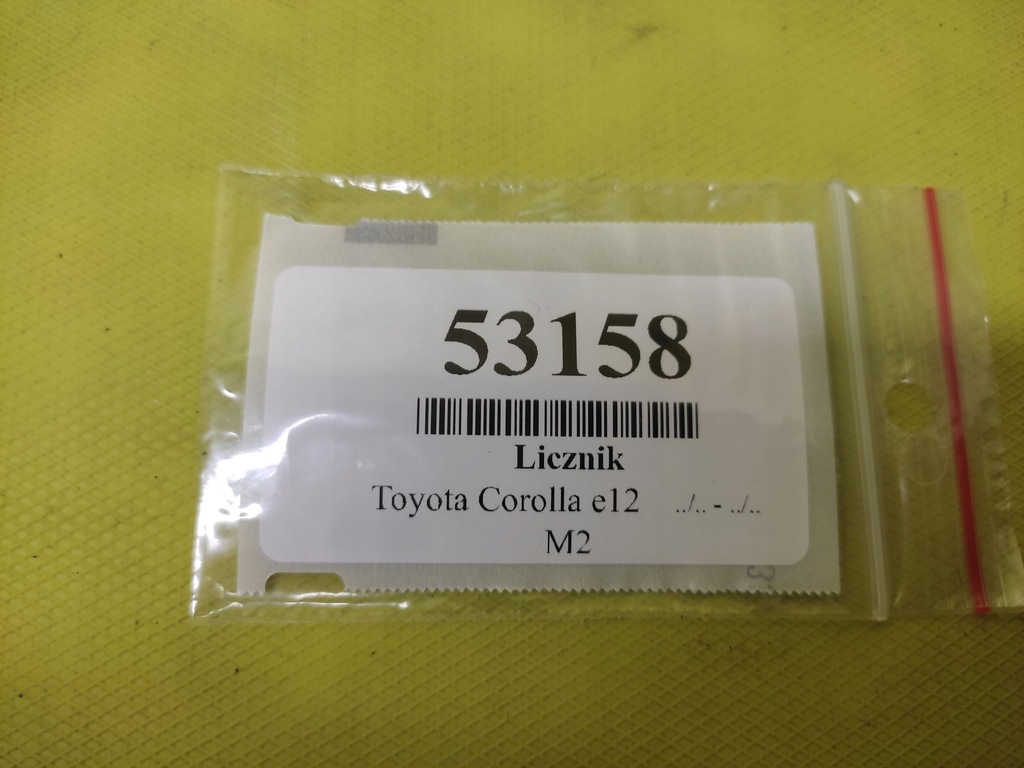 53158
Licznik
Toyota Corolla e12 ../.. - ../..
M2